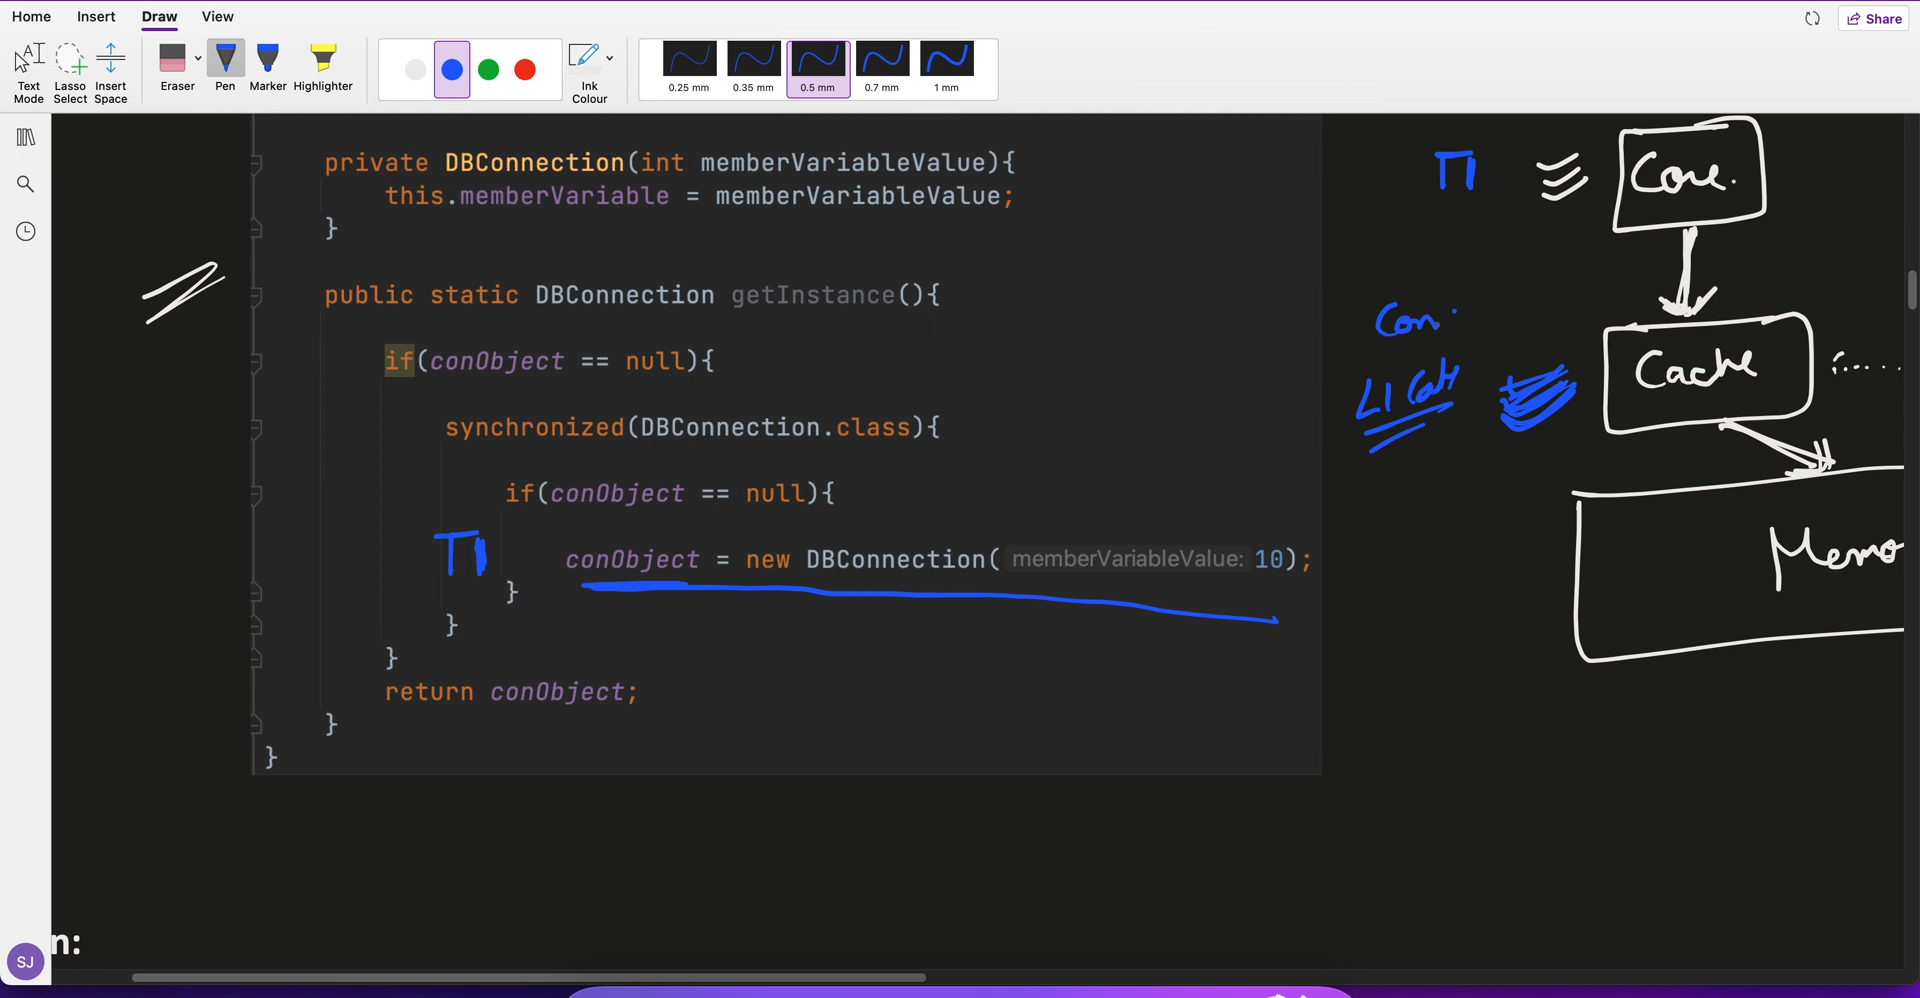 Home Insert Draw View
Share
Text Mode
Lasso Select
Insert Space
Eraser
Pen
Marker
Highlighter
Ink Colour
0.25 mm
0.35 mm
0.5 mm
0.7 mm
1 mm
private DBConnection(int memberVariableValue){
this.memberVariable = memberVariableValue;
}
public static DBConnection getInstance(){
if(conObject == null){
synchronized(DBConnection.class){
if(conObject == null){
T1
conObject = new DBConnection( memberVariableValue: 10);
}
}
}
return conObject;
}
}
T1
Core.
Con.
L1
Cache
Memo
n:
SJ